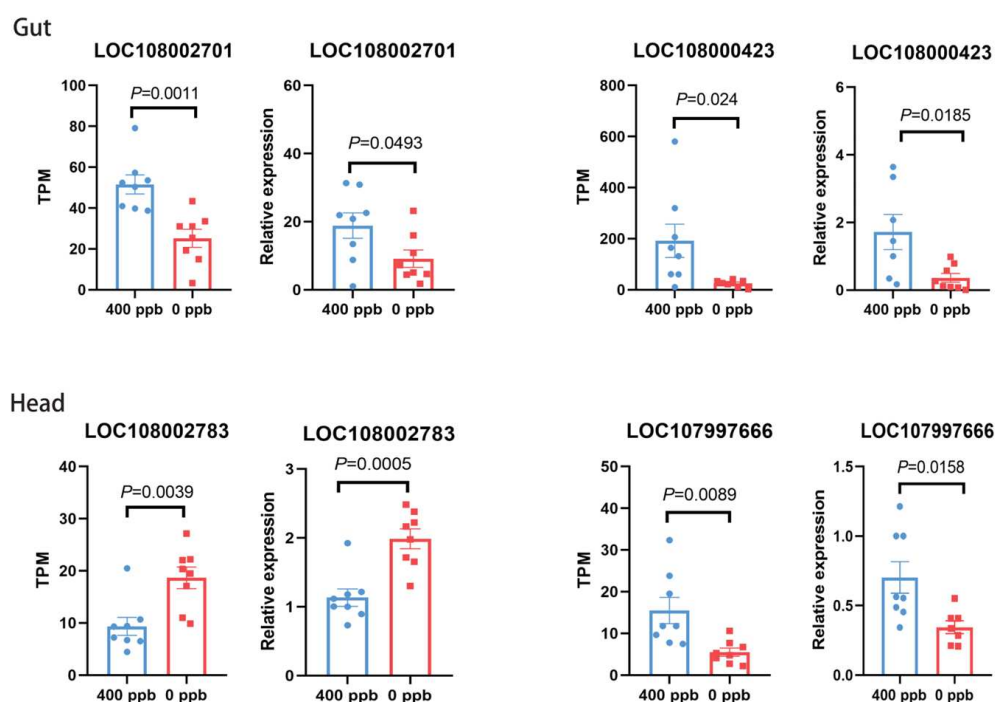 Gut
LOC108002701
TPM
100
80
60
40
20
0
P=0.0011
400 ppb 0 ppb
LOC108002701
Relative expression
60
40
20
0
P=0.0493
400 ppb 0 ppb
LOC108000423
TPM
800
600
400
200
0
P=0.024
400 ppb 0 ppb
LOC108000423
Relative expression
6
4
2
0
P=0.0185
400 ppb 0 ppb
Head
LOC108002783
TPM
40
30
20
10
0
P=0.0039
400 ppb 0 ppb
LOC108002783
Relative expression
3
2
1
0
P=0.0005
400 ppb 0 ppb
LOC107997666
TPM
50
40
30
20
10
0
P=0.0089
400 ppb 0 ppb
LOC107997666
Relative expression
1.5
1.0
0.5
0.0
P=0.0158
400 ppb 0 ppb